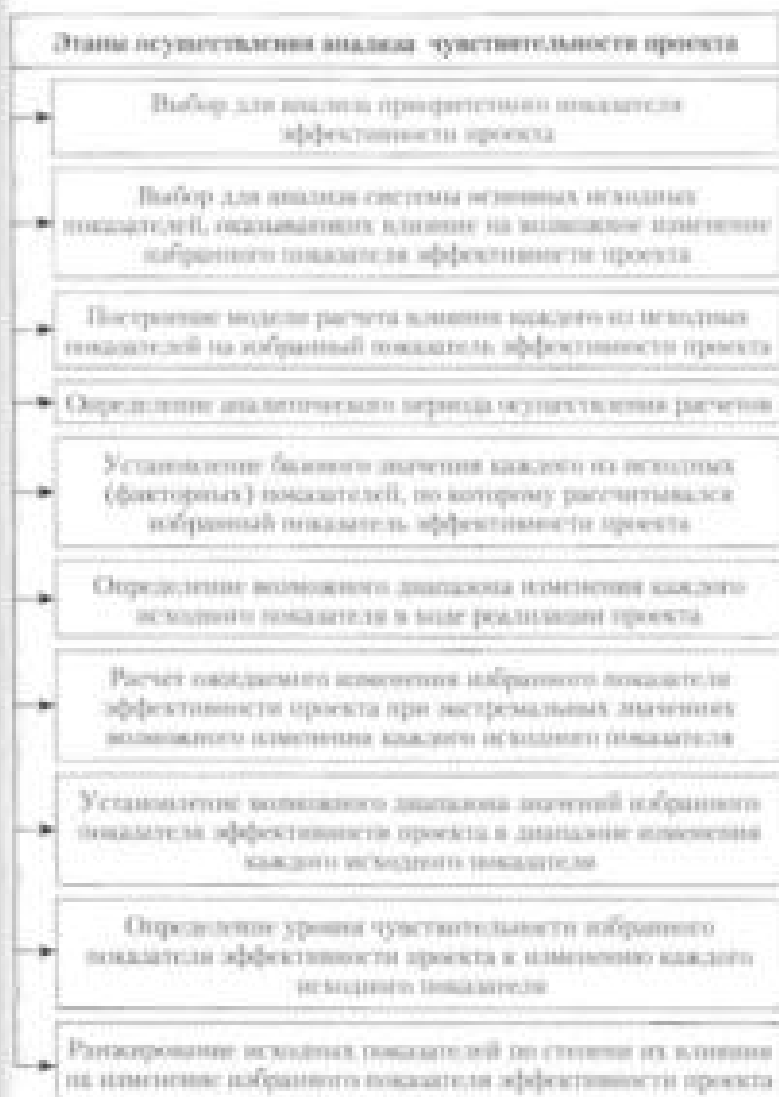 Этапы осуществления анализа чувствительности проекта
Выбор для анализа приоритетного показателя
эффективности проекта
Выбор для анализа системы основных исходных
показателей, оказывающих влияние на возможное изменение
избранного показателя эффективности проекта
Построение модели расчета влияния каждого из исходных
показателей на избранный показатель эффективности проекта
Определение аналитического периода осуществления расчетов
Установление базового значения каждого из исходных
(факторных) показателей, по которому рассчитывался
избранный показатель эффективности проекта
Определение возможного диапазона изменения каждого
исходного показателя в ходе реализации проекта
Расчет ожидаемого изменения избранного показателя
эффективности проекта при экстремальных значениях
возможного изменения каждого исходного показателя
Установление возможного диапазона значений избранного
показателя эффективности проекта в диапазоне изменения
каждого исходного показателя
Определение уровня чувствительности избранного
показателя эффективности проекта к изменению каждого
исходного показателя
Ранжирование исходных показателей по степени их влияния
на изменение избранного показателя эффективности проекта